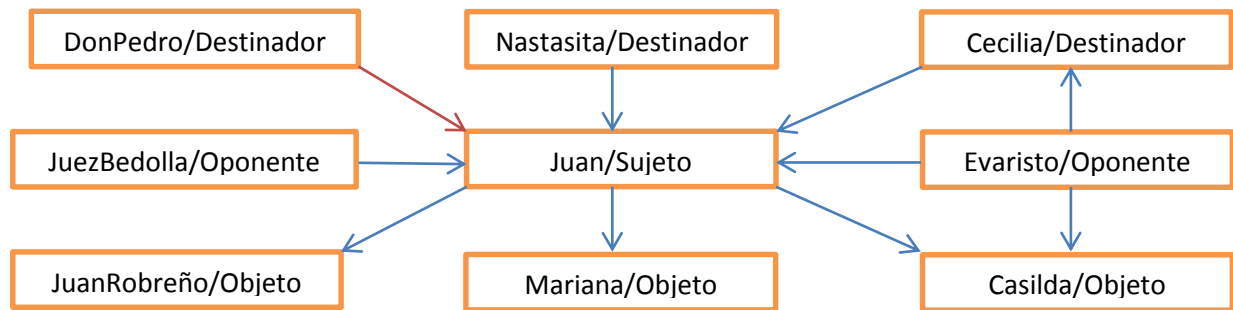 DonPedro/Destinador
Nastasita/Destinador
Cecilia/Destinador
JuezBedolla/Oponente
Juan/Sujeto
Evaristo/Oponente
JuanRobreño/Objeto
Mariana/Objeto
Casilda/Objeto